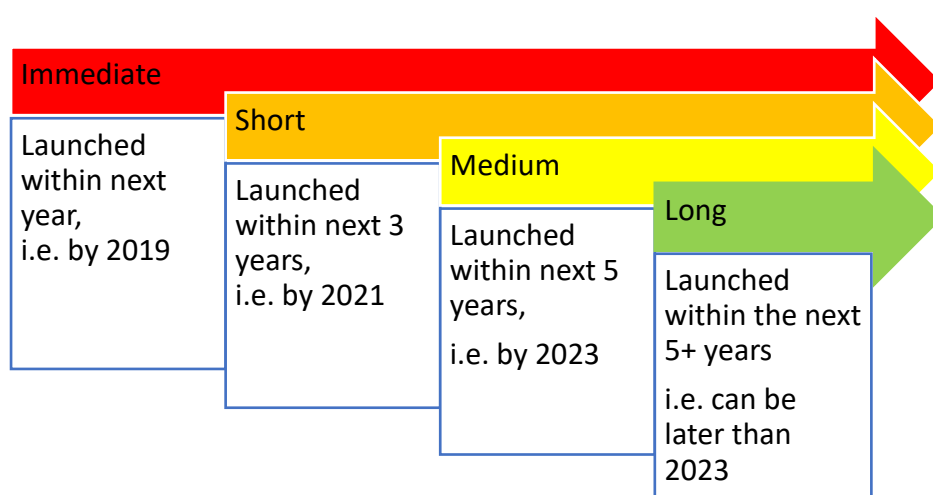 Immediate
Launched
within next
year,
i.e. by 2019
Short
Launched
within next 3
years,
i.e. by 2021
Medium
Launched
within next 5
years,
i.e. by 2023
Long
Launched
within the next
5+ years
i.e. can be
later than
2023